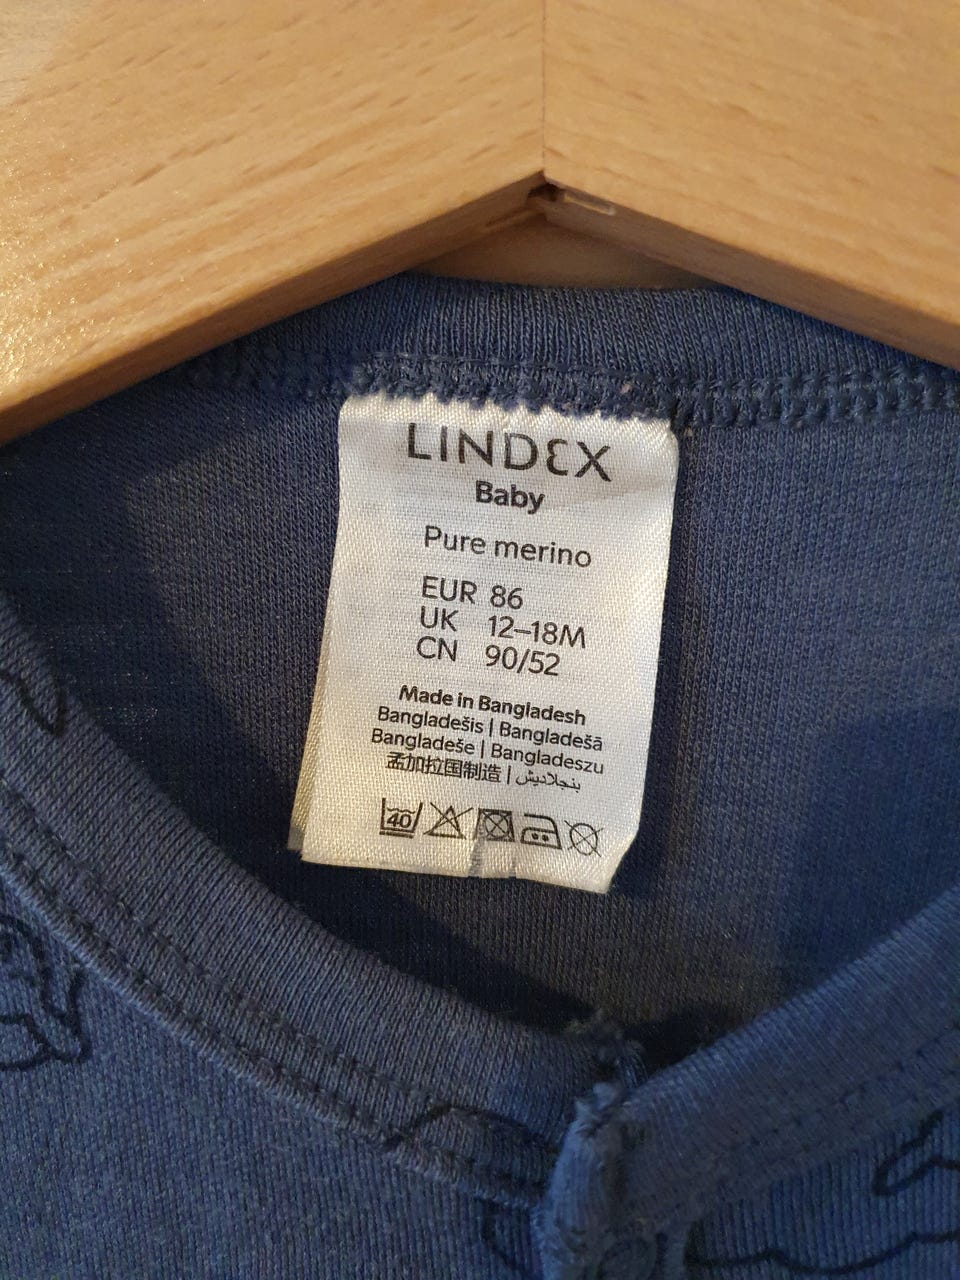 LINDEX
Baby
Pure merino
EUR 86
UK 12–18M
CN 90/52
Made in Bangladesh
Bangladešis | Bangladešā
Bangladeše | Bangladeszu
孟加拉国制造 | بنجلاديش
40